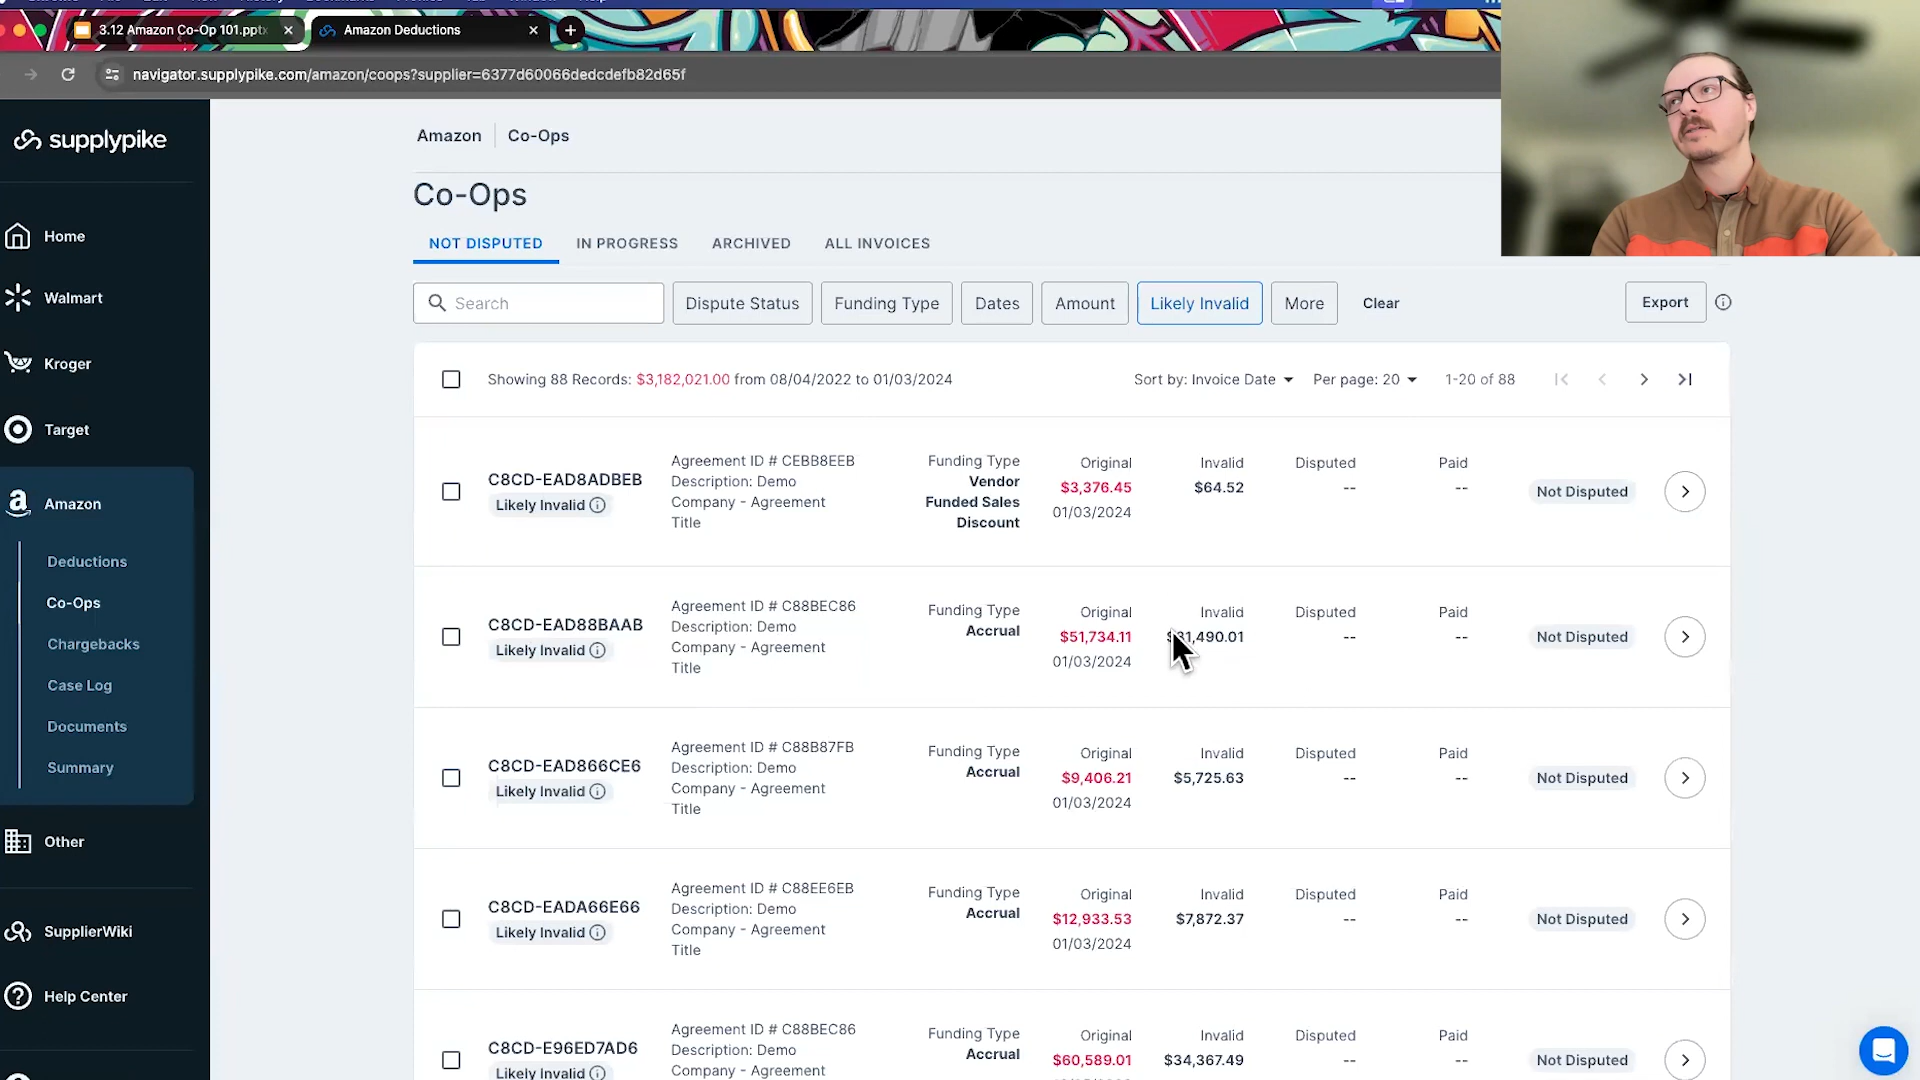 3.12 Amazon Co-Op 101.pptx
Amazon Deductions
navigator.supplypike.com/amazon/coops?supplier=6377d60066dedcdefb82d65f
supplypike
Home
Walmart
Kroger
Target
Amazon
Deductions
Co-Ops
Chargebacks
Case Log
Documents
Summary
Other
SupplierWiki
Help Center
Amazon | Co-Ops
Co-Ops
NOT DISPUTED IN PROGRESS ARCHIVED ALL INVOICES
Search Dispute Status Funding Type Dates Amount Likely Invalid More Clear Export
Showing 88 Records: $3,182,021.00 from 08/04/2022 to 01/03/2024 Sort by: Invoice Date Per page: 20 1-20 of 88
C8CD-EAD8ADBEB
Likely Invalid
Agreement ID # CEBB8EEB
Description: Demo
Company - Agreement
Title
Funding Type
Vendor
Funded Sales
Discount
Original
$3,376.45
01/03/2024
Invalid
$64.52
Disputed
--
Paid
--
Not Disputed
C8CD-EAD88BAAB
Likely Invalid
Agreement ID # C88BEC86
Description: Demo
Company - Agreement
Title
Funding Type
Accrual
Original
$51,734.11
01/03/2024
Invalid
1,490.01
Disputed
--
Paid
--
Not Disputed
C8CD-EAD866CE6
Likely Invalid
Agreement ID # C88B87FB
Description: Demo
Company - Agreement
Title
Funding Type
Accrual
Original
$9,406.21
01/03/2024
Invalid
$5,725.63
Disputed
--
Paid
--
Not Disputed
C8CD-EADA66E66
Likely Invalid
Agreement ID # C88EE6EB
Description: Demo
Company - Agreement
Title
Funding Type
Accrual
Original
$12,933.53
01/03/2024
Invalid
$7,872.37
Disputed
--
Paid
--
Not Disputed
C8CD-E96ED7AD6
Likely Invalid
Agreement ID # C88BEC86
Description: Demo
Company - Agreement
Funding Type
Accrual
Original
$60,589.01
Invalid
$34,367.49
Disputed
--
Paid
--
Not Disputed